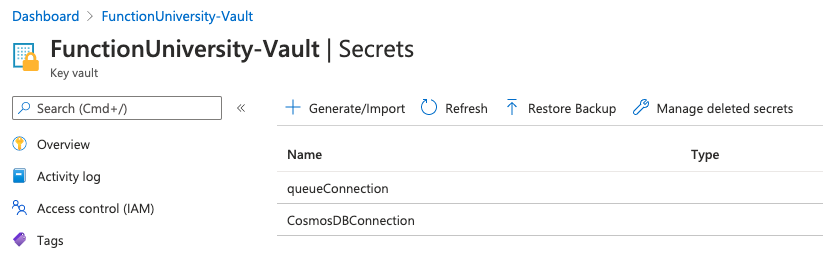 Dashboard > FunctionUniversity-Vault
FunctionUniversity-Vault | Secrets
Key vault
Search (Cmd+/)
«
Generate/Import Refresh Restore Backup Manage deleted secrets
Overview
Activity log
Access control (IAM)
Tags
Name Type
queueConnection
CosmosDBConnection